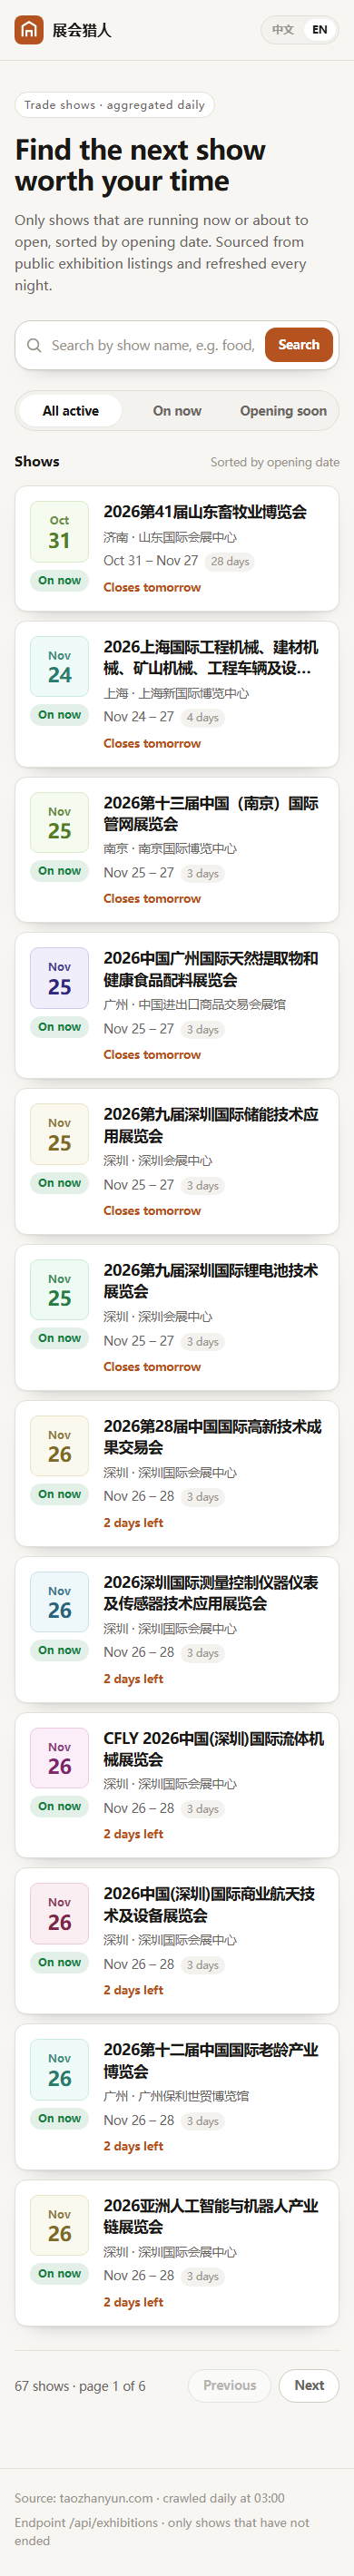 展会猎人
中文 EN
Trade shows · aggregated daily
Find the next show
worth your time
Only shows that are running now or about to
open, sorted by opening date. Sourced from
public exhibition listings and refreshed every
night.
Search by show name, e.g. food, Search
All active On now Opening soon
Shows Sorted by opening date
Oct
31
On now
2026第41届山东畜牧业博览会
济南 · 山东国际会展中心
Oct 31 – Nov 27 28 days
Closes tomorrow
Nov
24
On now
2026上海国际工程机械、建材机
械、矿山机械、工程车辆及设...
上海 · 上海新国际博览中心
Nov 24 – 27 4 days
Closes tomorrow
Nov
25
On now
2026第十三届中国（南京）国际
管网展览会
南京 · 南京国际博览中心
Nov 25 – 27 3 days
Closes tomorrow
Nov
25
On now
2026中国广州国际天然提取物和
健康食品配料展览会
广州 · 中国进出口商品交易会展馆
Nov 25 – 27 3 days
Closes tomorrow
Nov
25
On now
2026第九届深圳国际储能技术应
用展览会
深圳 · 深圳会展中心
Nov 25 – 27 3 days
Closes tomorrow
Nov
25
On now
2026第九届深圳国际锂电池技术
展览会
深圳 · 深圳会展中心
Nov 25 – 27 3 days
Closes tomorrow
Nov
26
On now
2026第28届中国国际高新技术成
果交易会
深圳 · 深圳国际会展中心
Nov 26 – 28 3 days
2 days left
Nov
26
On now
2026深圳国际测量控制仪器仪表
及传感器技术应用展览会
深圳 · 深圳国际会展中心
Nov 26 – 28 3 days
2 days left
Nov
26
On now
CFLY 2026中国(深圳)国际流体机
械展览会
深圳 · 深圳国际会展中心
Nov 26 – 28 3 days
2 days left
Nov
26
On now
2026中国(深圳)国际商业航天技
术及设备展览会
深圳 · 深圳国际会展中心
Nov 26 – 28 3 days
2 days left
Nov
26
On now
2026第十二届中国国际老龄产业
博览会
广州 · 广州保利世贸博览馆
Nov 26 – 28 3 days
2 days left
Nov
26
On now
2026亚洲人工智能与机器人产业
链展览会
深圳 · 深圳国际会展中心
Nov 26 – 28 3 days
2 days left
67 shows · page 1 of 6 Previous Next
Source: taozhanyun.com · crawled daily at 03:00
Endpoint /api/exhibitions · only shows that have not
ended